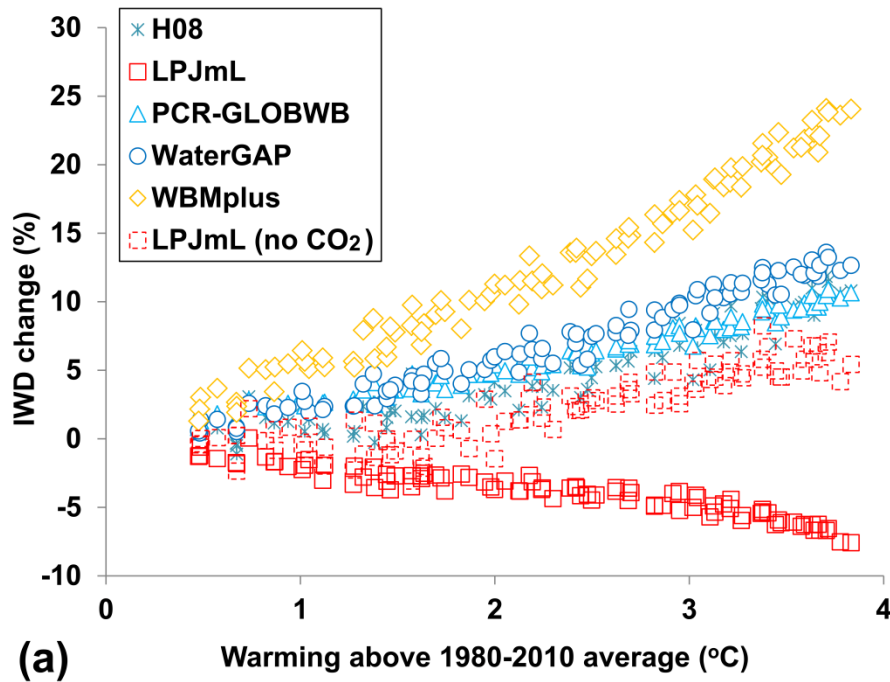 30
25
20
15
10
5
0
-5
-10
IWD change (%)
H08
LPJmL
PCR-GLOBWB
WaterGAP
WBMplus
LPJmL (no CO₂)
0 1 2 3 4
(a) Warming above 1980-2010 average (ºC)